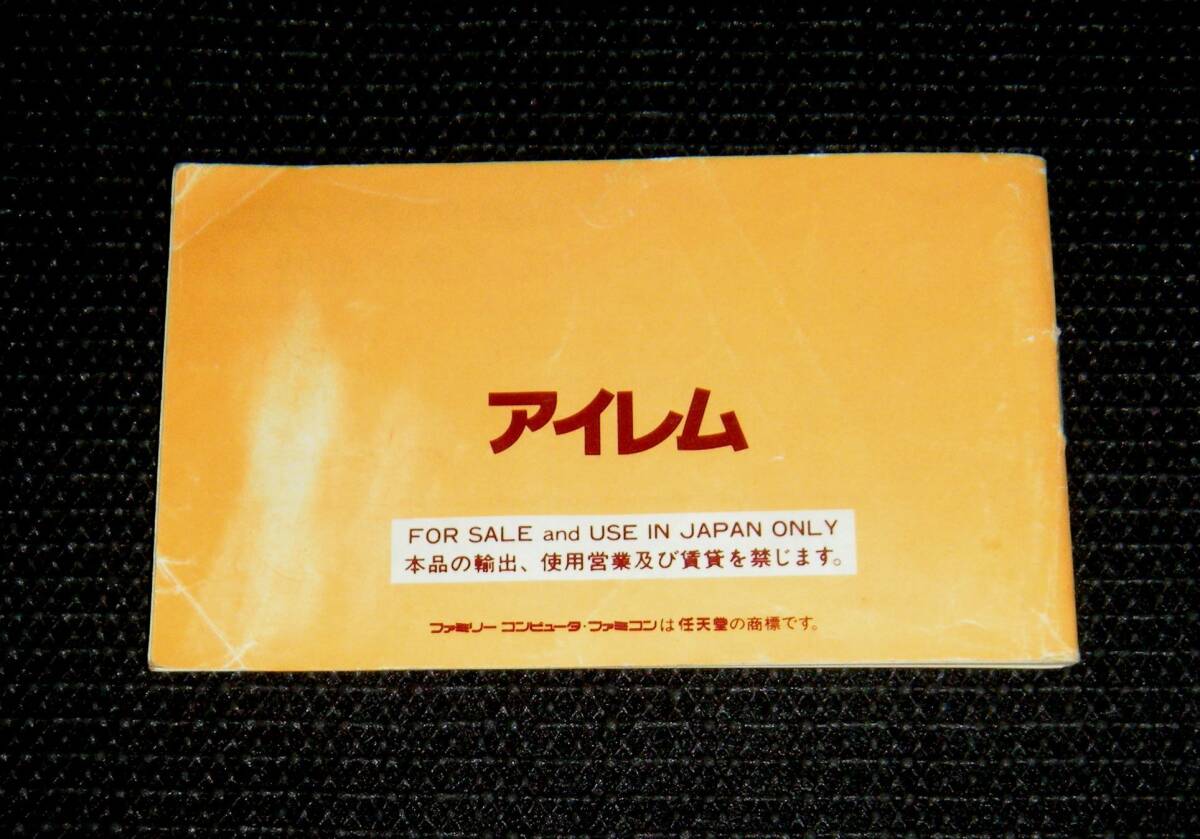 アイレム
FOR SALE and USE IN JAPAN ONLY
本品の輸出、使用営業及び賃貸を禁じます。
ファミリーコンピュータ・ファミコンは任天堂の商標です。